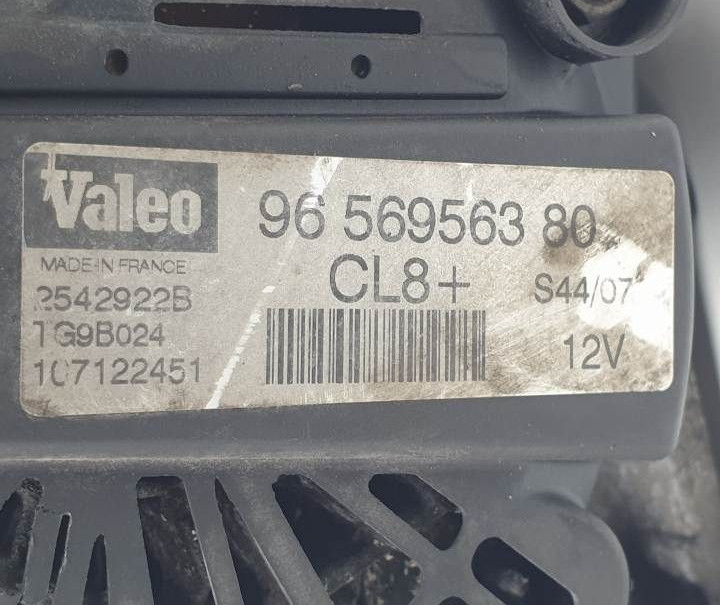 Valeo
96 569563 80
MADE IN FRANCE
CL8+
S44/07
2542922B
TG9B024
12V
107122451